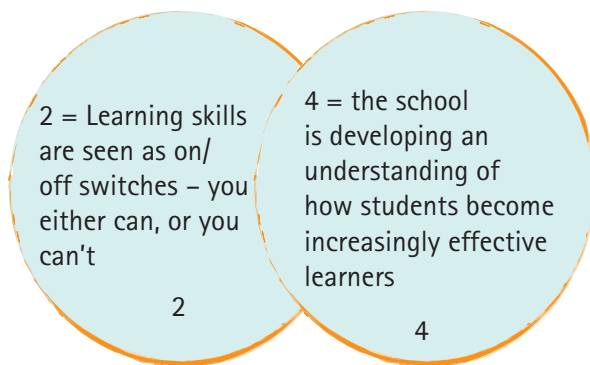 2 = Learning skills
are seen as on/
off switches – you
either can, or you
can't
2
4 = the school
is developing an
understanding of
how students become
increasingly effective
learners
4